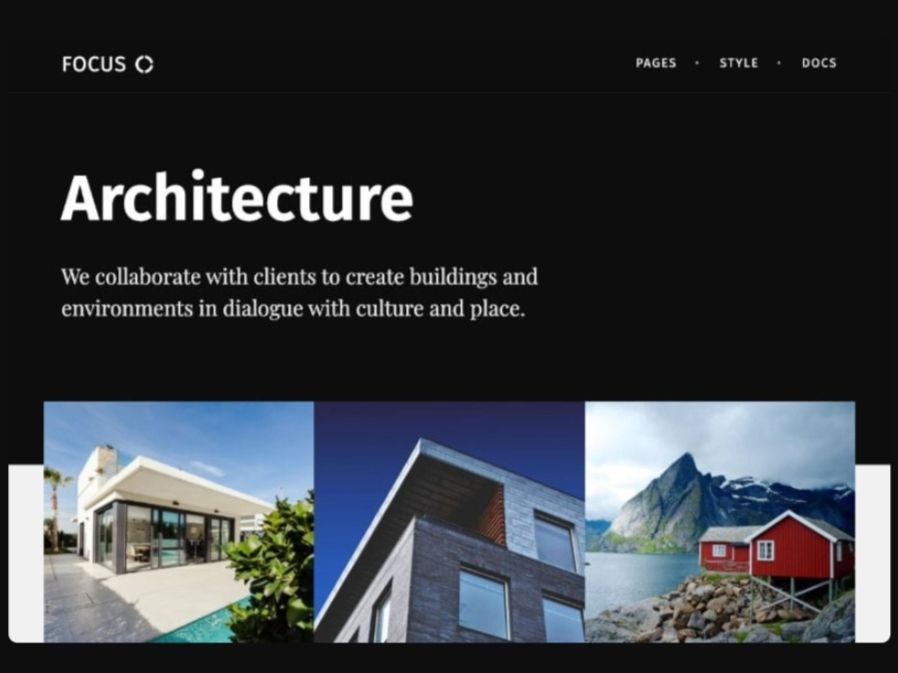 FOCUS
PAGES • STYLE • DOCS
Architecture
We collaborate with clients to create buildings and
environments in dialogue with culture and place.